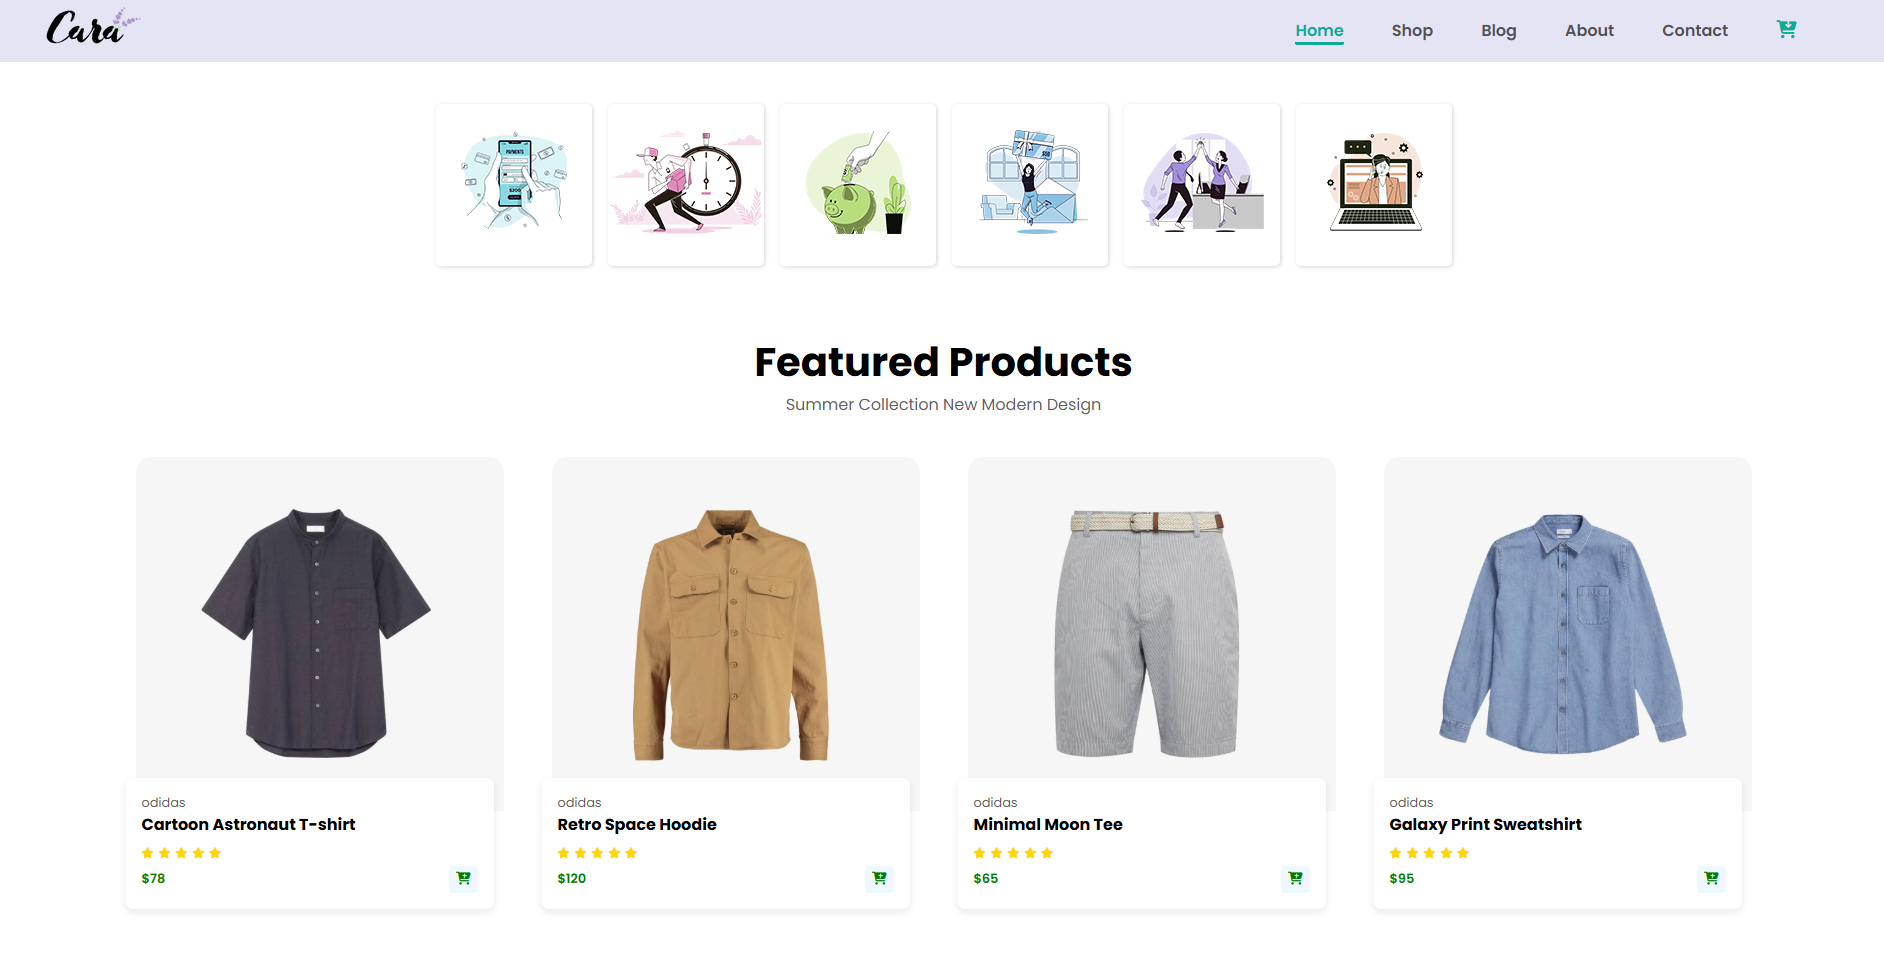 Cara
Home Shop Blog About Contact
PAYMENTS
$200
Featured Products
Summer Collection New Modern Design
odidas
Cartoon Astronaut T-shirt
$78
odidas
Retro Space Hoodie
$120
odidas
Minimal Moon Tee
$65
odidas
Galaxy Print Sweatshirt
$95